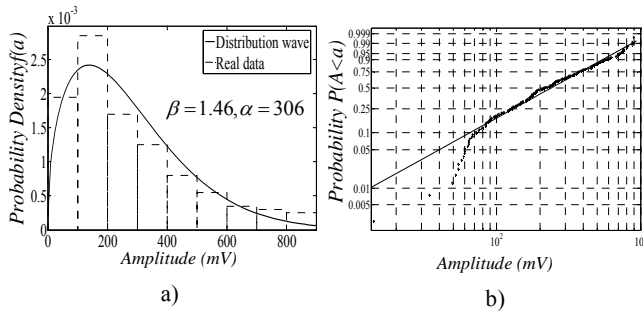 x 10⁻³
2.5
2
1.5
1
0.5
0
Probability Densityf(a)
Distribution wave
Real data
β=1.46,α=306
0 200 400 600 800
Amplitude (mV)
a)
Probability P(A<a)
0.999
0.99
0.95
0.9
0.75
0.5
0.25
0.1
0.05
0.01
0.005
10²
10
Amplitude (mV)
b)